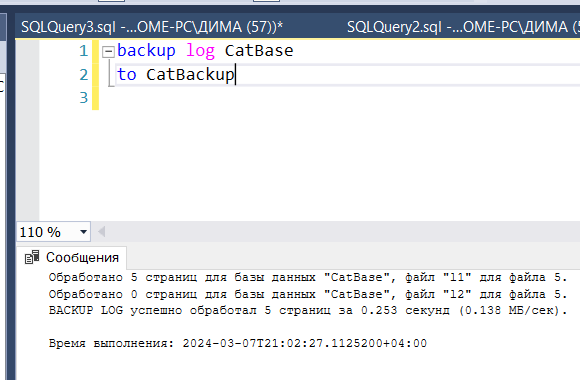 SQLQuery3.sql -...OME-PC\ДИМА (57))*
SQLQuery2.sql -...OME-PC\ДИМА (5
1 backup log CatBase
2 to CatBackup
3
110 %
Сообщения
Обработано 5 страниц для базы данных "CatBase", файл "l1" для файла 5.
Обработано 0 страниц для базы данных "CatBase", файл "l2" для файла 5.
BACKUP LOG успешно обработал 5 страниц за 0.253 секунд (0.138 МБ/сек).
Время выполнения: 2024-03-07T21:02:27.1125200+04:00